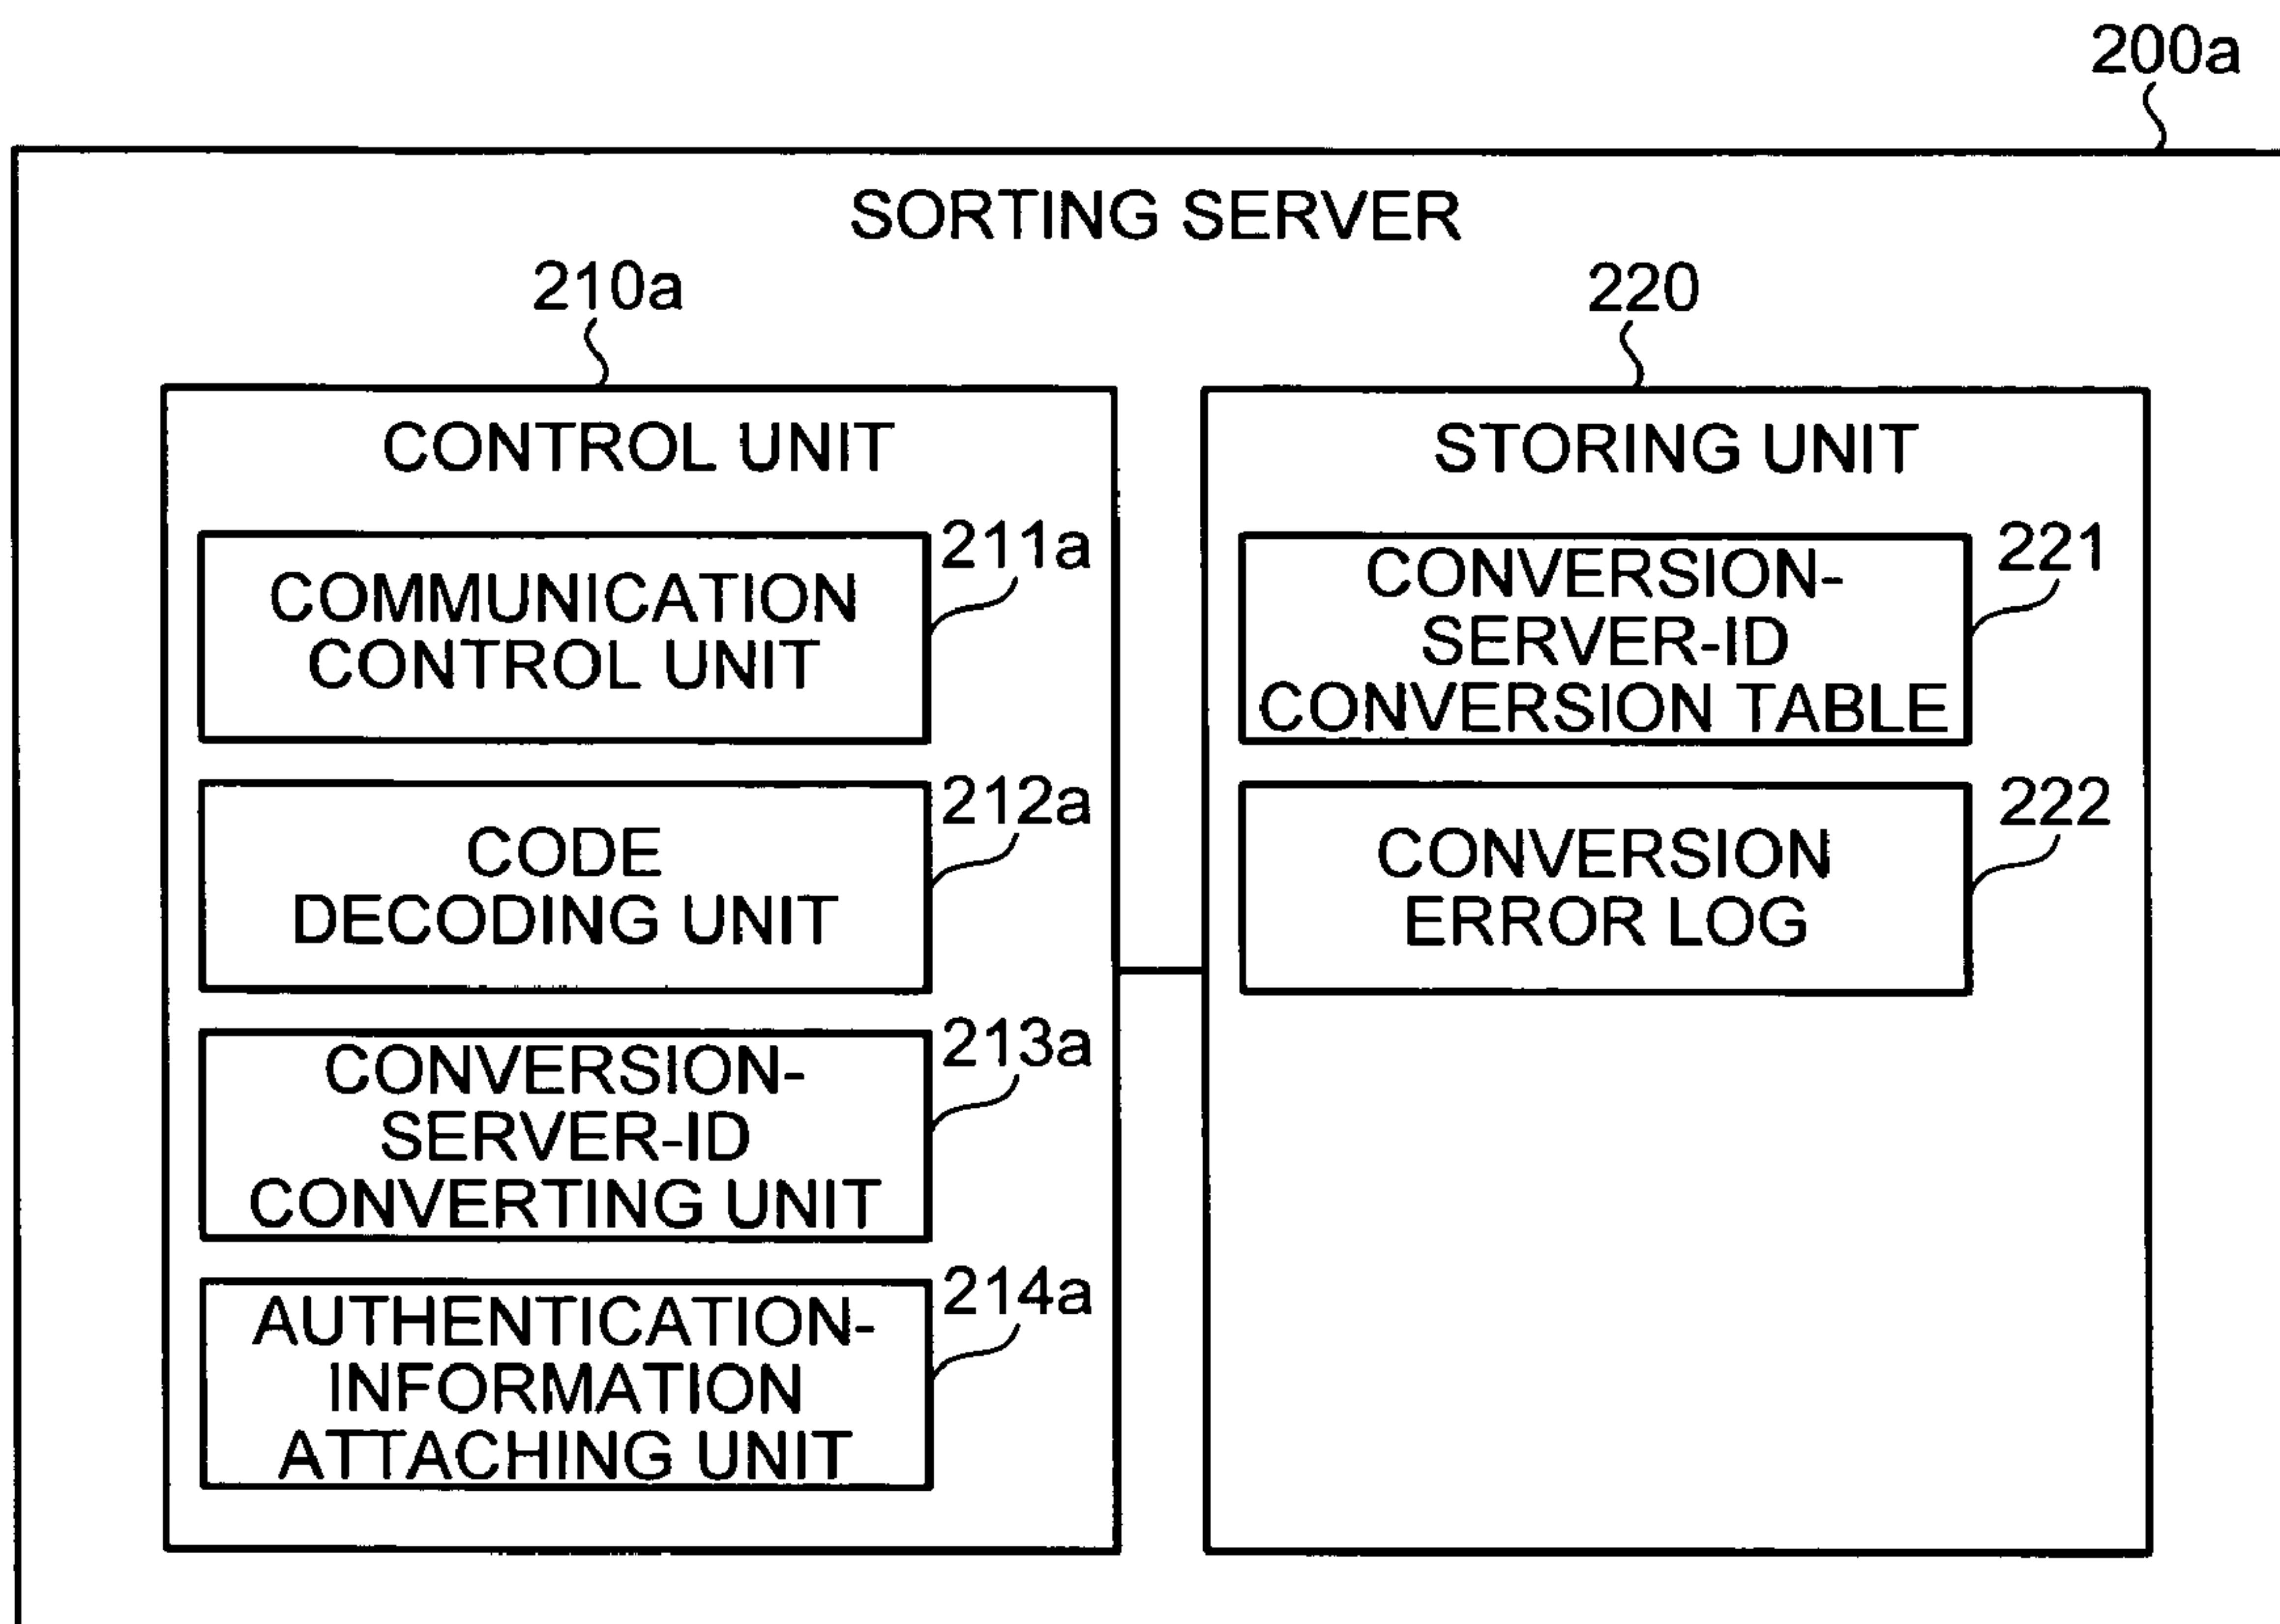 200a
SORTING SERVER
210a
220
CONTROL UNIT
STORING UNIT
211a
COMMUNICATION
CONTROL UNIT
221
CONVERSION-
SERVER-ID
CONVERSION TABLE
212a
CODE
DECODING UNIT
222
CONVERSION
ERROR LOG
213a
CONVERSION-
SERVER-ID
CONVERTING UNIT
214a
AUTHENTICATION-
INFORMATION
ATTACHING UNIT